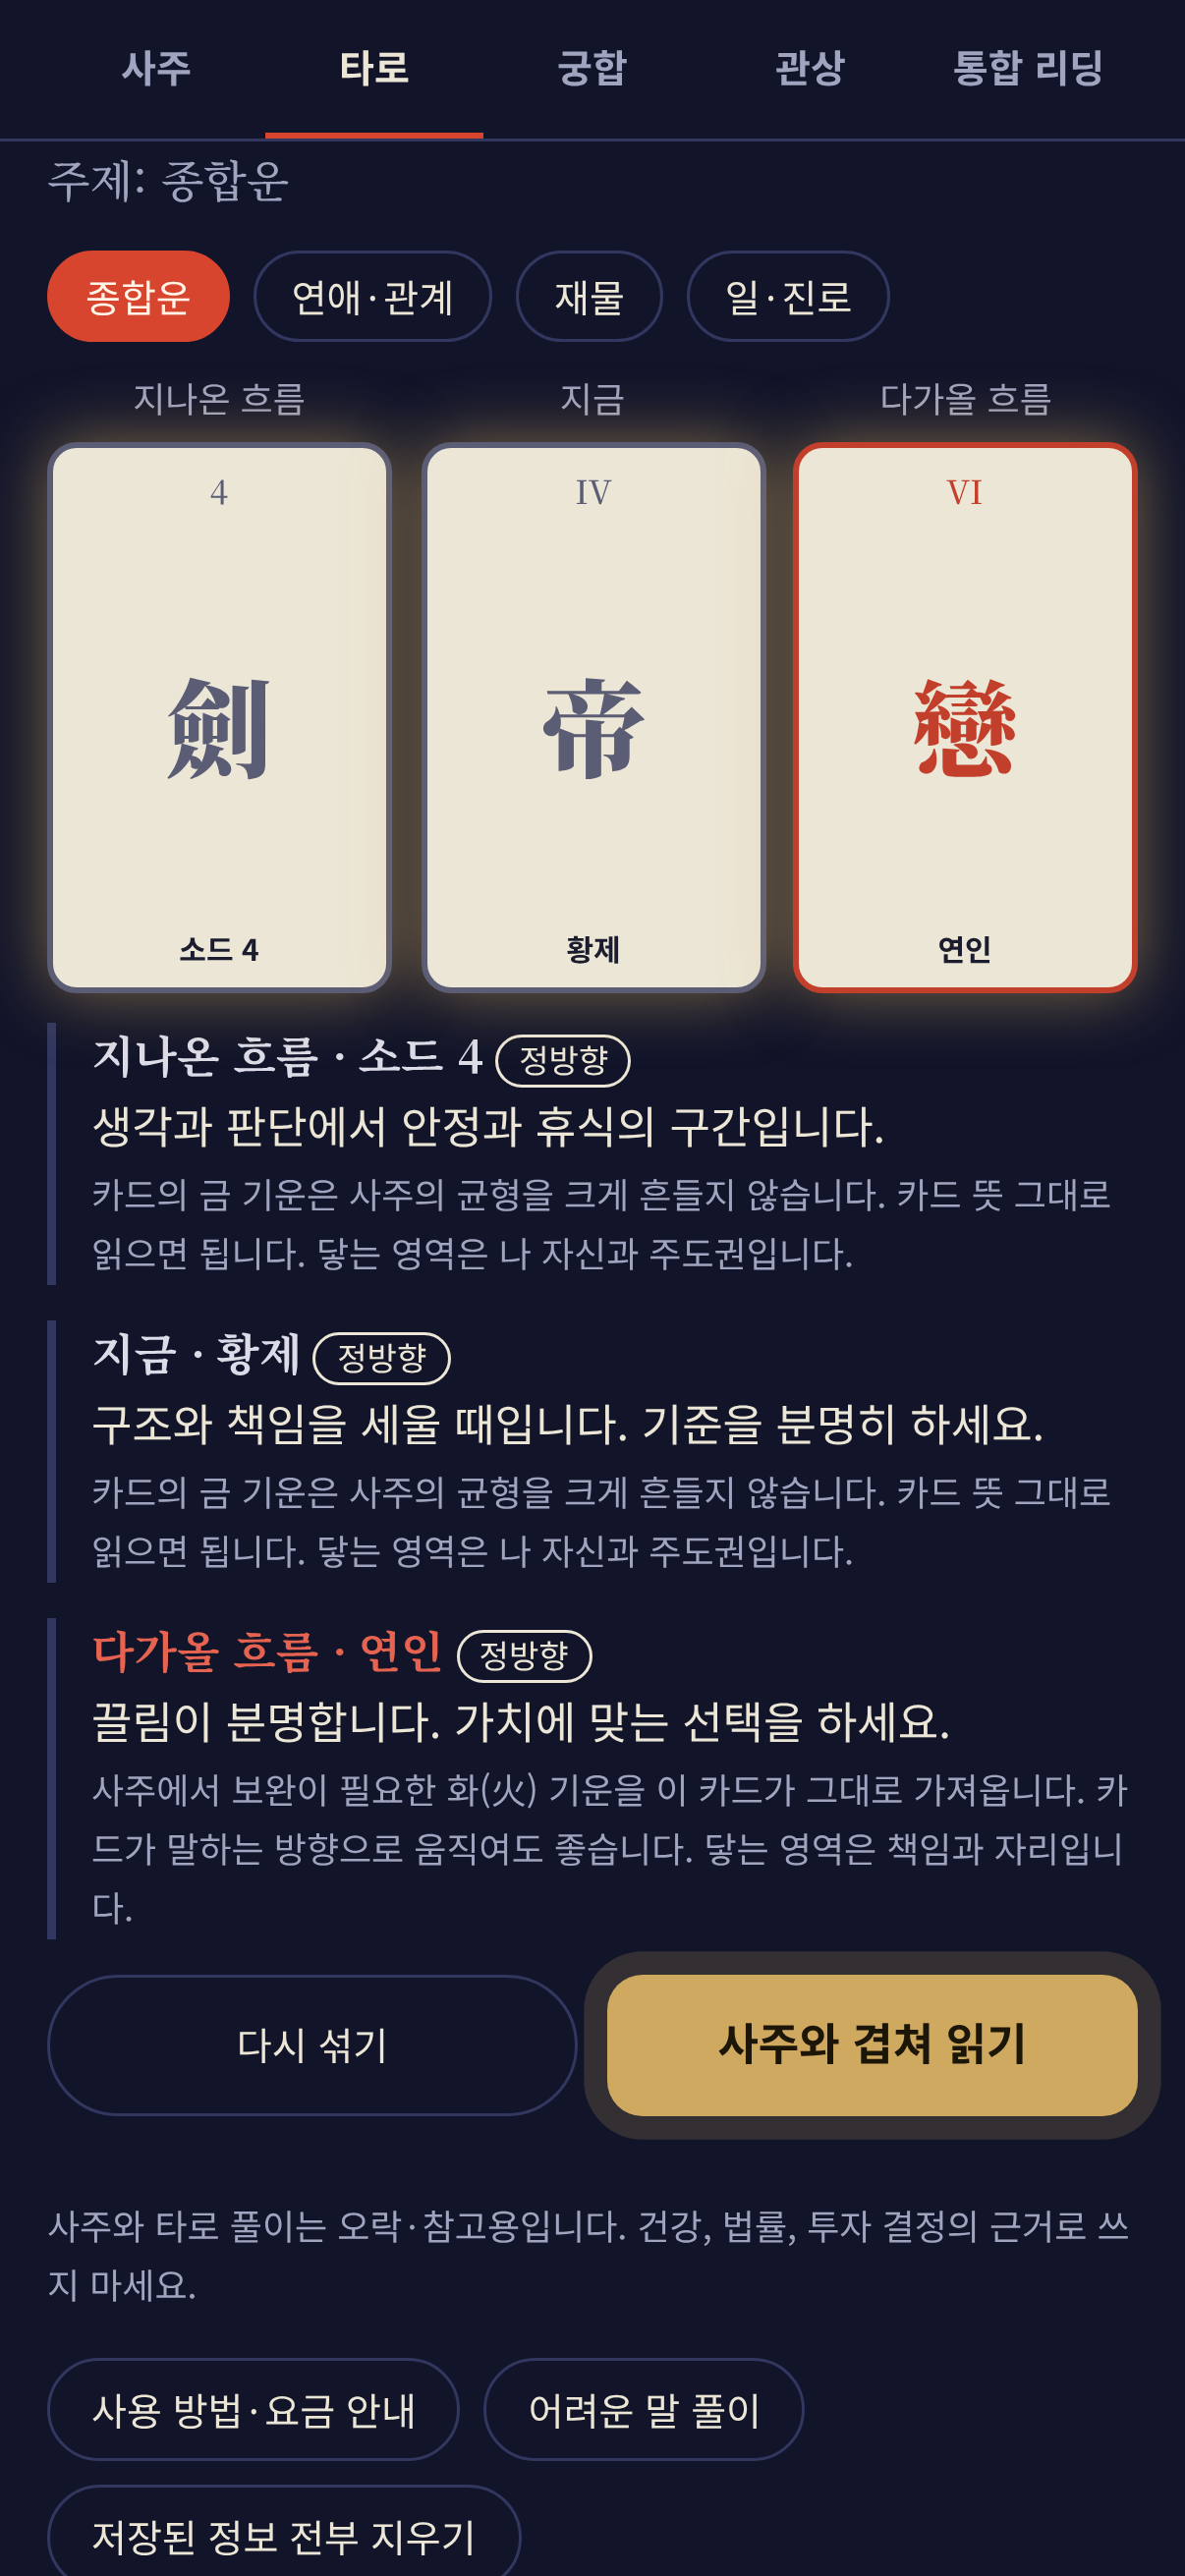 사주 타로 궁합 관상 통합 리딩
주제: 종합운
종합운 연애·관계 재물 일·진로
지나온 흐름 지금 다가올 흐름
4 IV VI
劍 帝 戀
소드 4 황제 연인
지나온 흐름 · 소드 4 정방향
생각과 판단에서 안정과 휴식의 구간입니다.
카드의 금 기운은 사주의 균형을 크게 흔들지 않습니다. 카드 뜻 그대로
읽으면 됩니다. 닿는 영역은 나 자신과 주도권입니다.
지금 · 황제 정방향
구조와 책임을 세울 때입니다. 기준을 분명히 하세요.
카드의 금 기운은 사주의 균형을 크게 흔들지 않습니다. 카드 뜻 그대로
읽으면 됩니다. 닿는 영역은 나 자신과 주도권입니다.
다가올 흐름 · 연인 정방향
끌림이 분명합니다. 가치에 맞는 선택을 하세요.
사주에서 보완이 필요한 화(火) 기운을 이 카드가 그대로 가져옵니다. 카
드가 말하는 방향으로 움직여도 좋습니다. 닿는 영역은 책임과 자리입니
다.
다시 섞기 사주와 겹쳐 읽기
사주와 타로 풀이는 오락·참고용입니다. 건강, 법률, 투자 결정의 근거로 쓰
지 마세요.
사용 방법·요금 안내 어려운 말 풀이
저장된 정보 전부 지우기